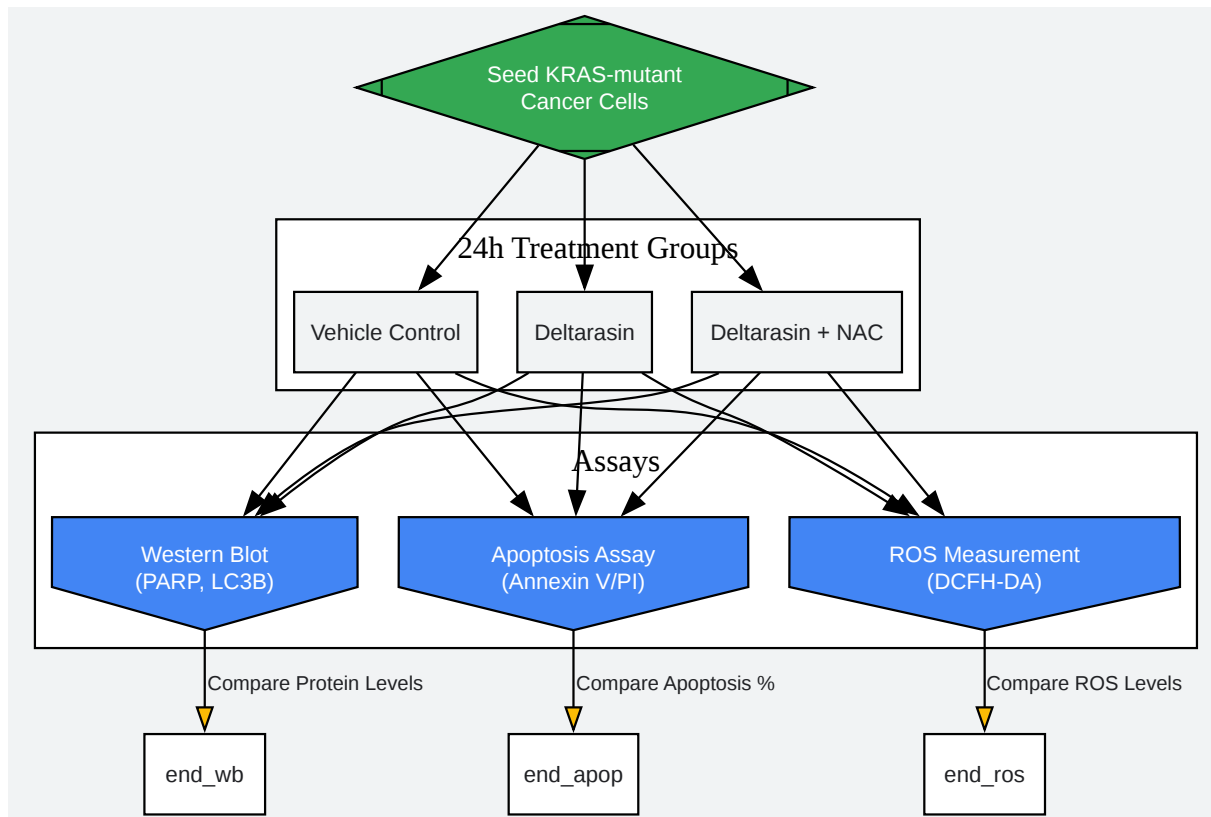 Seed KRAS-mutant
Cancer Cells
24h Treatment Groups
Vehicle Control
Deltarasin
Deltarasin + NAC
Assays
Western Blot
(PARP, LC3B)
Apoptosis Assay
(Annexin V/PI)
ROS Measurement
(DCFH-DA)
Compare Protein Levels
Compare Apoptosis %
Compare ROS Levels
end_wb
end_apop
end_ros